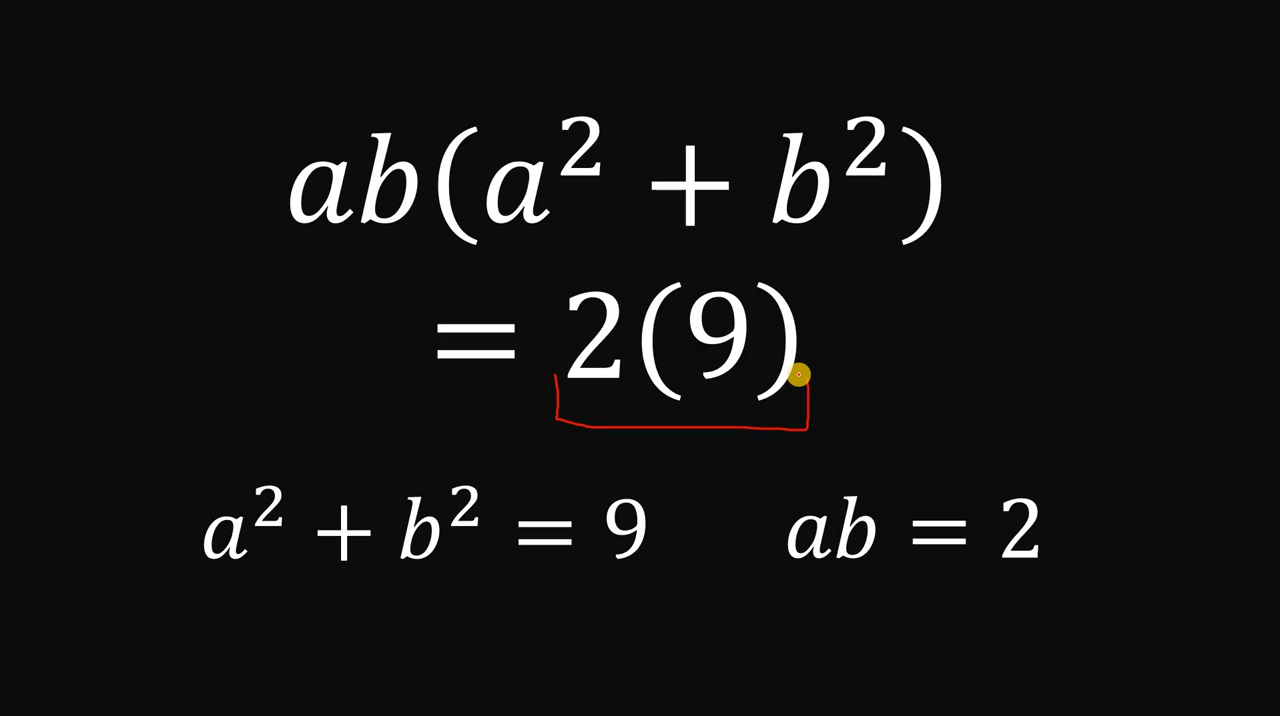 ab(a² + b²)
= 2(9)
a² + b² = 9 ab = 2